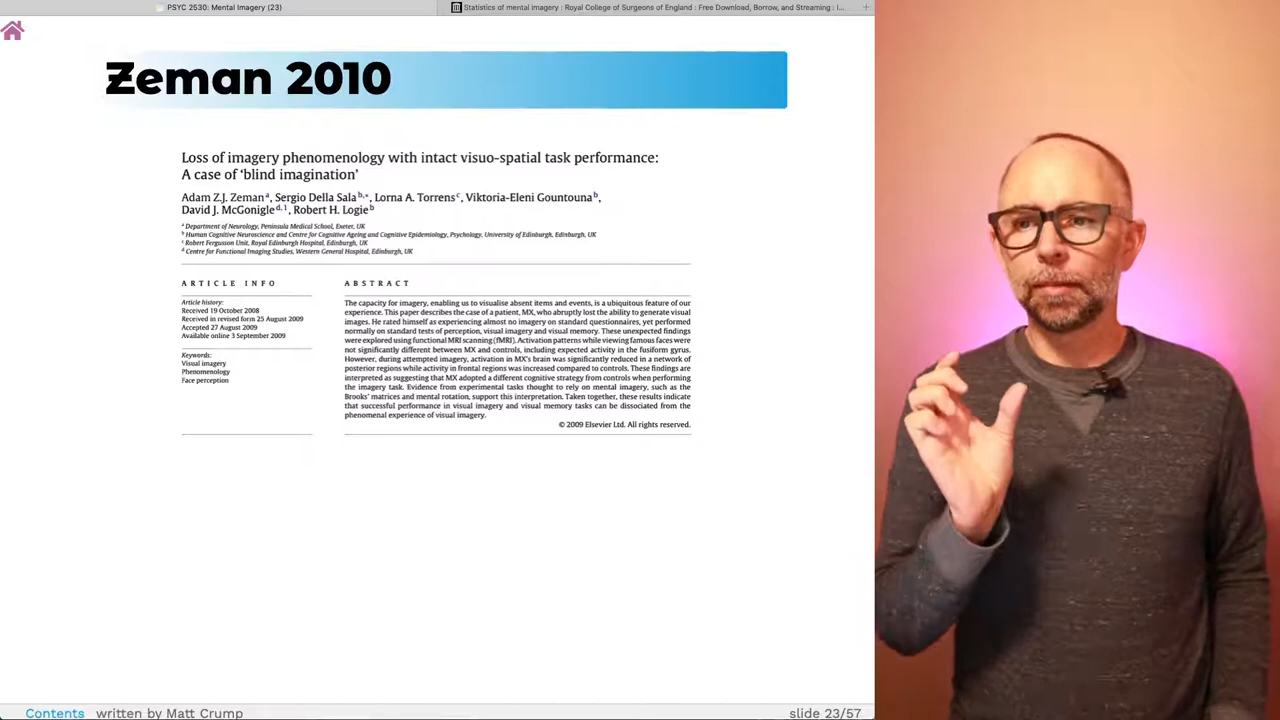 PSYC 2530: Mental Imagery (23)
Statistics of mental imagery : Royal College of Surgeons of England : Free Download, Borrow, and Streaming : I...
Zeman 2010
Loss of imagery phenomenology with intact visuo-spatial task performance:
A case of ‘blind imagination’
Adam Z.J. Zeman a, Sergio Della Sala b,*, Lorna A. Torrens c, Viktoria-Eleni Gountouna b,
David J. McGonigle d,1, Robert H. Logie b
a Department of Neurology, Peninsula Medical School, Exeter, UK
b Human Cognitive Neuroscience and Centre for Cognitive Ageing and Cognitive Epidemiology, Psychology, University of Edinburgh, Edinburgh, UK
c Robert Fergusson Unit, Royal Edinburgh Hospital, Edinburgh, UK
d Centre for Functional Imaging Studies, Western General Hospital, Edinburgh, UK
ARTICLE INFO
Article history:
Received 19 October 2008
Received in revised form 25 August 2009
Accepted 27 August 2009
Available online 3 September 2009
Keywords:
Visual imagery
Phenomenology
Face perception
ABSTRACT
The capacity for imagery, enabling us to visualise absent items and events, is a ubiquitous feature of our
experience. This paper describes the case of a patient, MX, who abruptly lost the ability to generate visual
images. He rated himself as experiencing almost no imagery on standard questionnaires, yet performed
normally on standard tests of perception, visual imagery and visual memory. These unexpected findings
were explored using functional MRI scanning (fMRI). Activation patterns while viewing famous faces were
not significantly different between MX and controls, including expected activity in the fusiform gyrus.
However, during attempted imagery, activation in MX's brain was significantly reduced in a network of
posterior regions while activity in frontal regions was increased compared to controls. These findings are
interpreted as suggesting that MX adopted a different cognitive strategy from controls when performing
the imagery task. Evidence from experimental tasks thought to rely on mental imagery, such as the
Brooks' matrices and mental rotation, support this interpretation. Taken together, these results indicate
that successful performance in visual imagery and visual memory tasks can be dissociated from the
phenomenal experience of visual imagery.
© 2009 Elsevier Ltd. All rights reserved.
Contents written by Matt Crump
slide 23/57